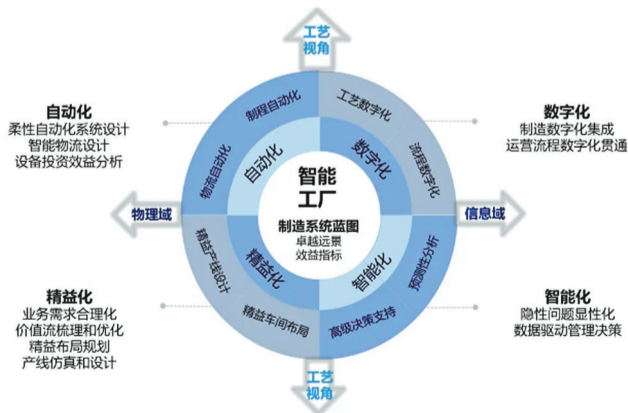 工艺
视角
自动化
柔性自动化系统设计
智能物流设计
设备投资效益分析
制程自动化
物流自动化
自动化
工艺数字化
流程数字化
数字化
数字化
制造数字化集成
运营流程数字化贯通
物理域
智能
工厂
制造系统蓝图
卓越远景
效益指标
信息域
精益化
业务需求合理化
价值流梳理和优化
精益布局规划
产线仿真和设计
精益产线设计
精益车间布局
精益化
智能化
预测性分析
高级决策支持
智能化
隐性问题显性化
数据驱动管理决策
工艺
视角